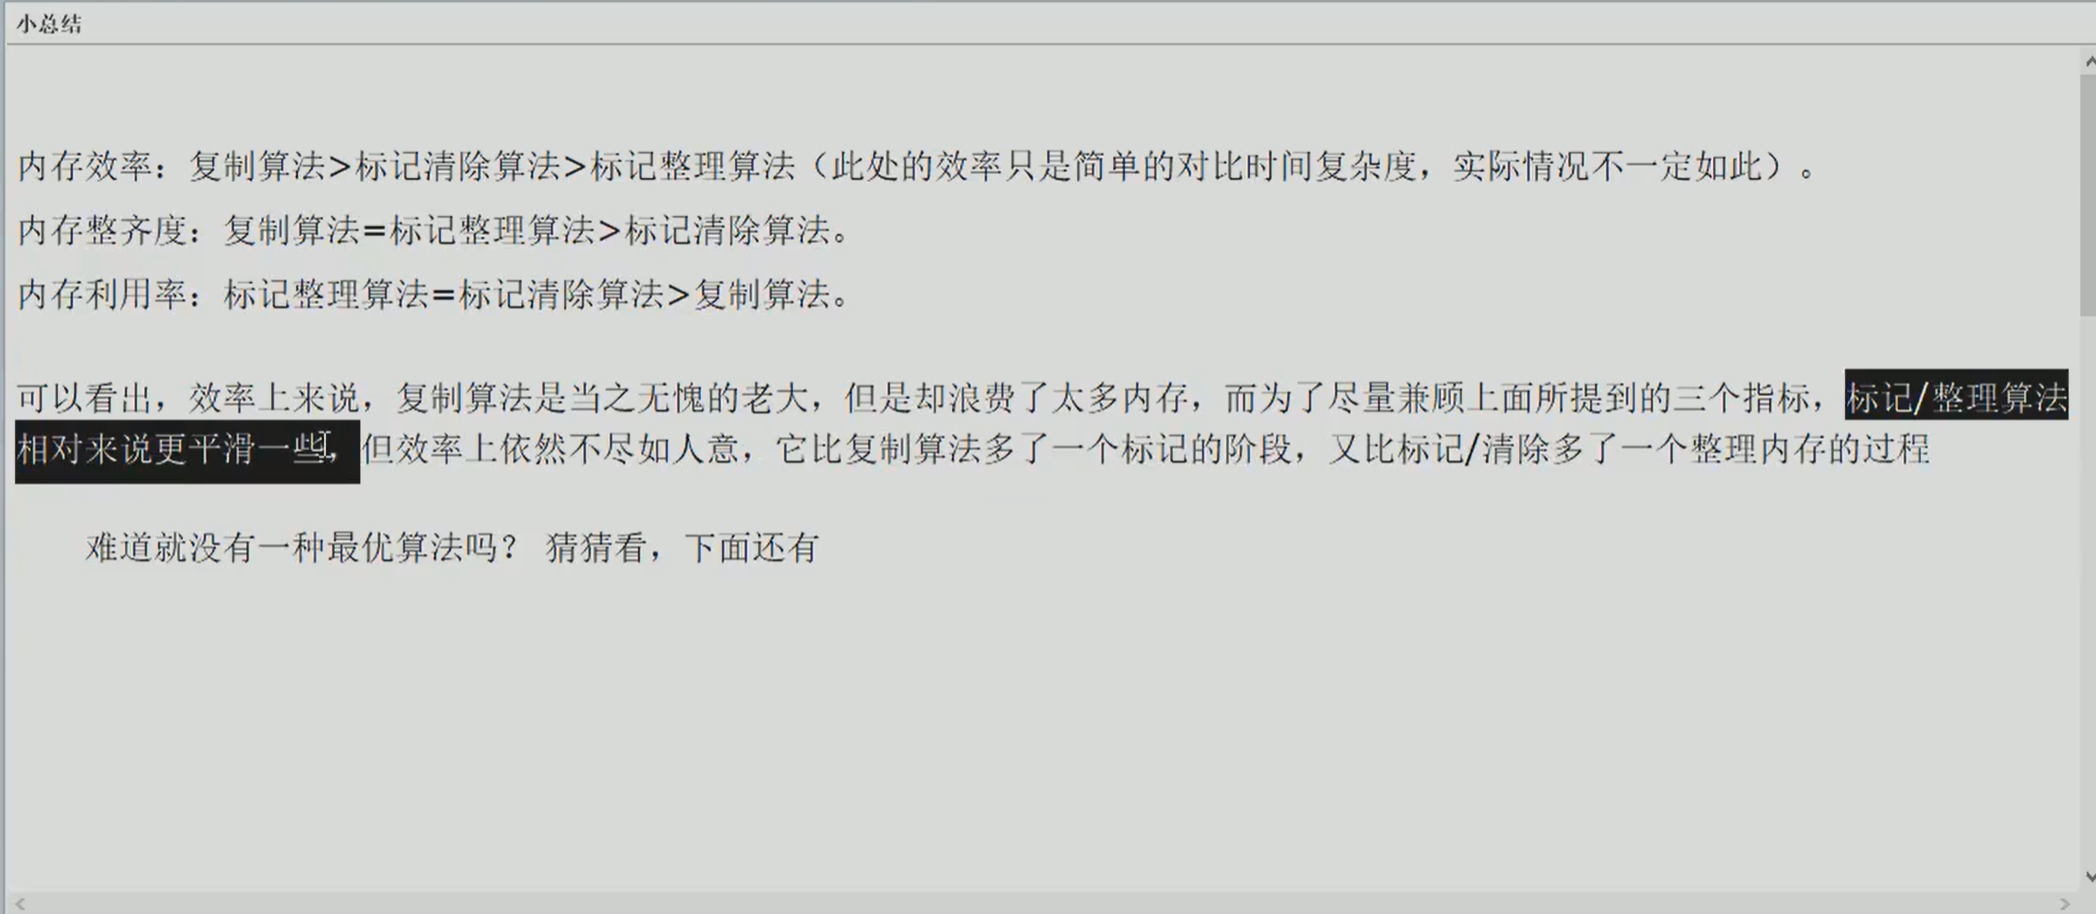 小总结
内存效率：复制算法>标记清除算法>标记整理算法（此处的效率只是简单的对比时间复杂度，实际情况不一定如此）。
内存整齐度：复制算法=标记整理算法>标记清除算法。
内存利用率：标记整理算法=标记清除算法>复制算法。
可以看出，效率上来说，复制算法是当之无愧的老大，但是却浪费了太多内存，而为了尽量兼顾上面所提到的三个指标，标记/整理算法
相对来说更平滑一些，但效率上依然不尽如人意，它比复制算法多了一个标记的阶段，又比标记/清除多了一个整理内存的过程
难道就没有一种最优算法吗？ 猜猜看，下面还有